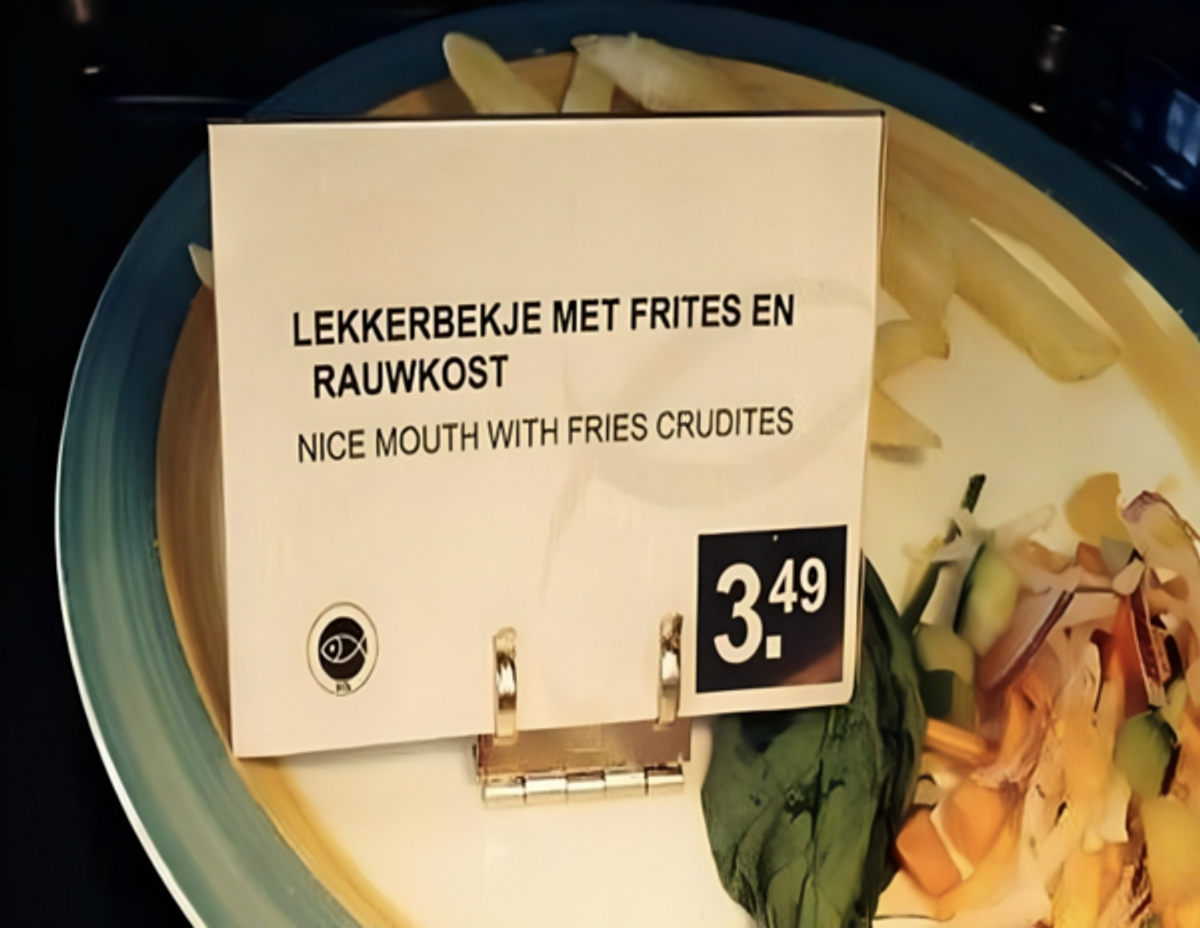 LEKKERBEKJE MET FRITES EN
RAUWKOST
NICE MOUTH WITH FRIES CRUDITES
3.49